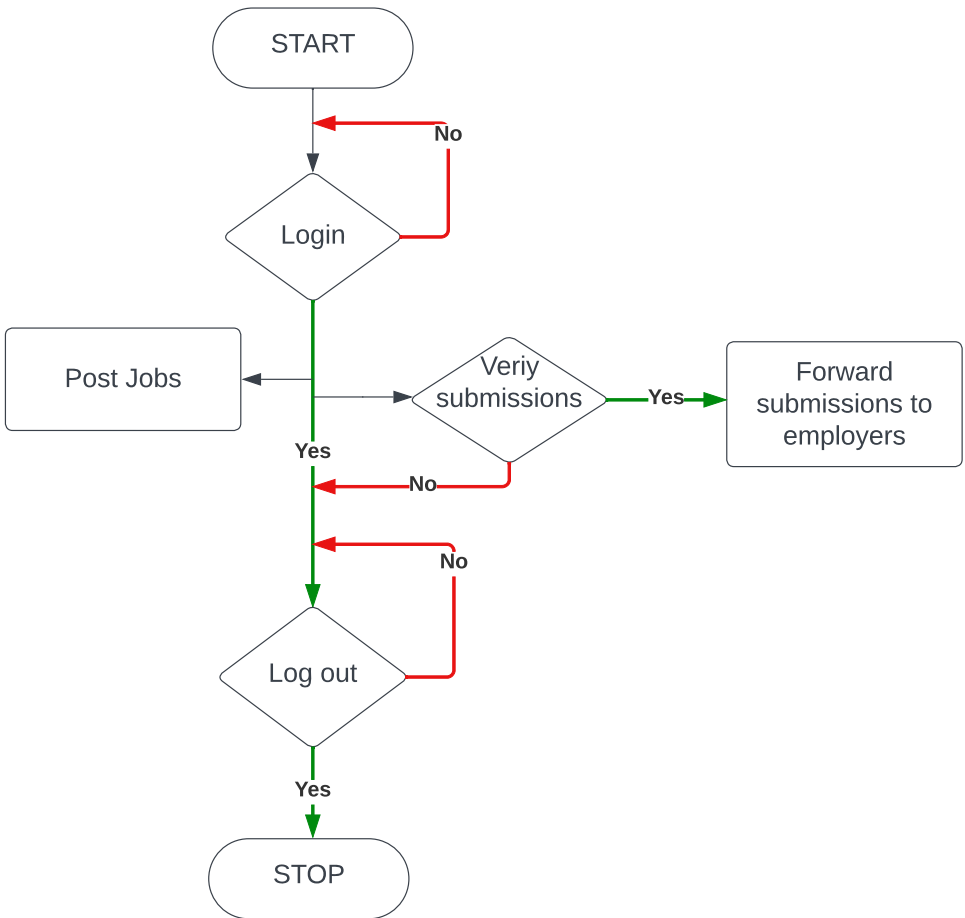 START
No
Login
Post Jobs
Veriy
submissions
Yes
Forward
submissions to
employers
Yes
No
No
Log out
Yes
STOP